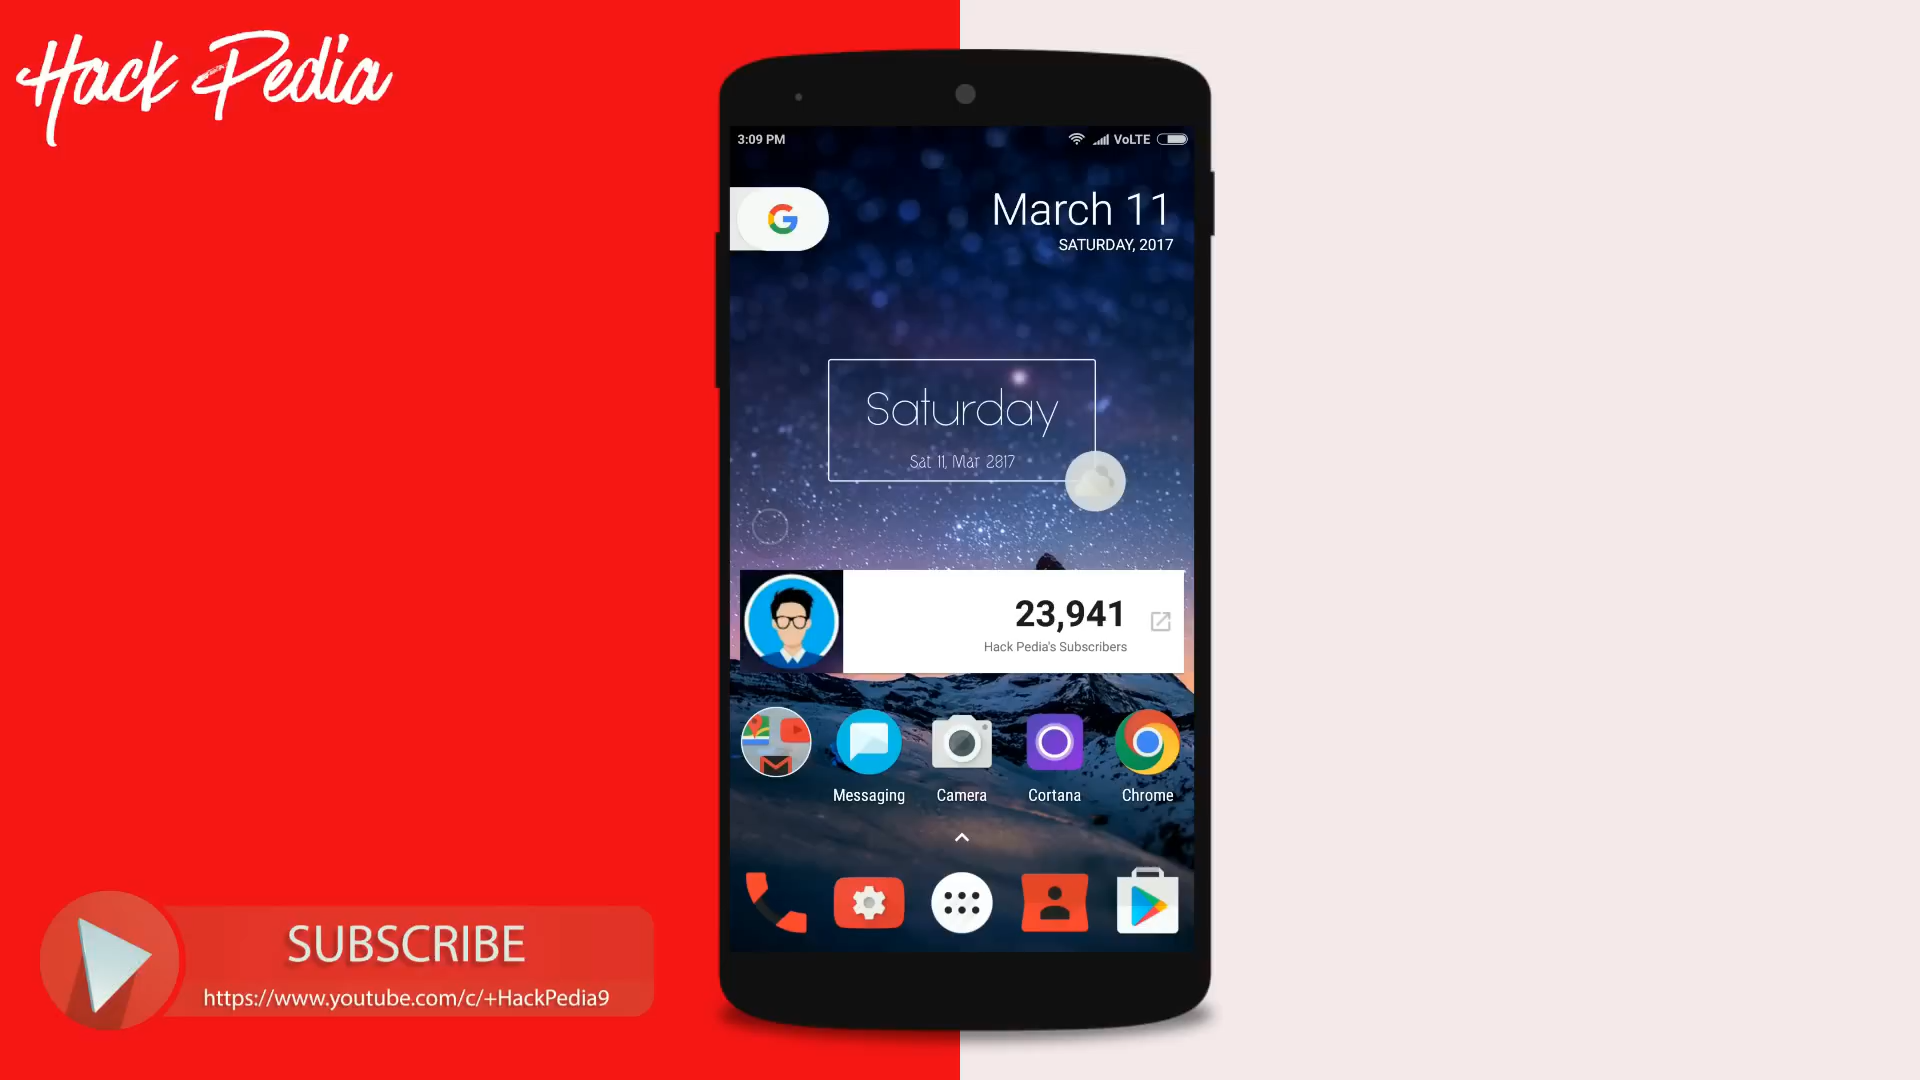 Hack Pedia
3:09 PM
VoLTE
March 11
SATURDAY, 2017
Saturday
Sat 11, Mar 2017
23,941
Hack Pedia's Subscribers
Messaging
Camera
Cortana
Chrome
SUBSCRIBE
https://www.youtube.com/c/+HackPedia9